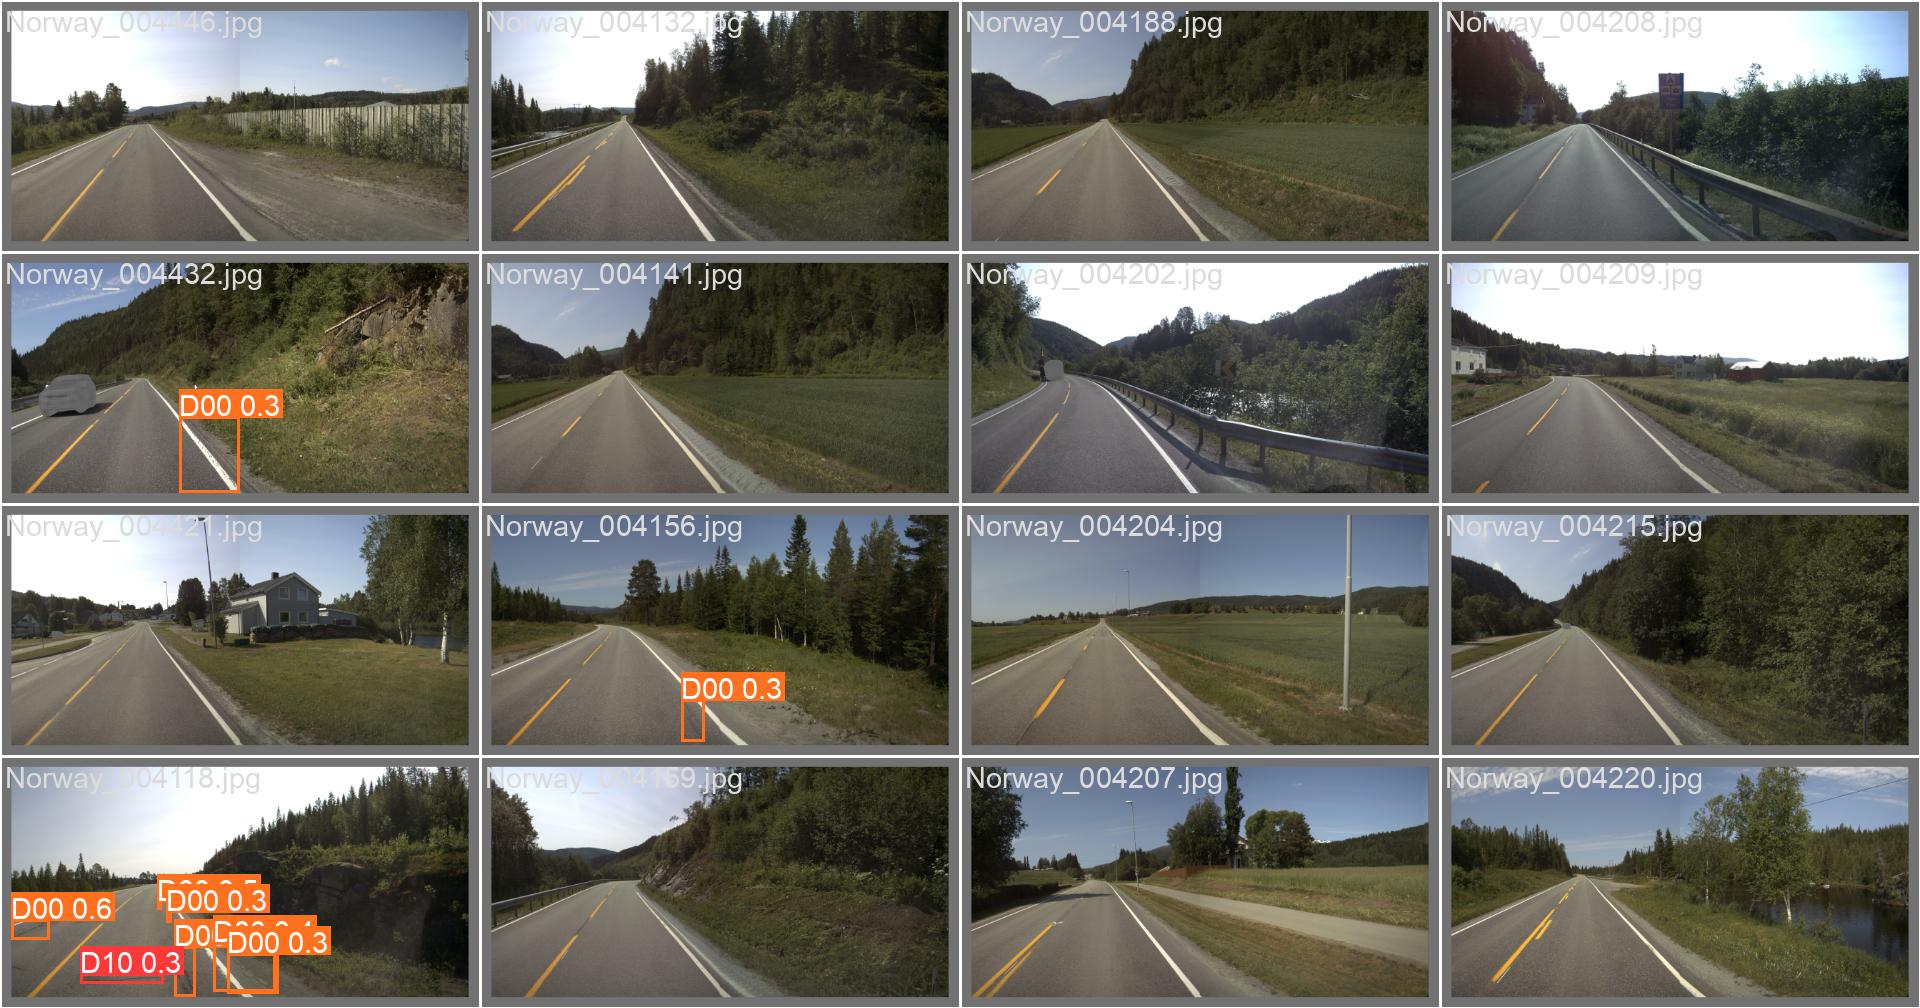 Norway_004446.jpg
Norway_004132.jpg
Norway_004188.jpg
Norway_004208.jpg
Norway_004432.jpg
D00 0.3
Norway_004141.jpg
Norway_004202.jpg
Norway_004209.jpg
Norway_004421.jpg
Norway_004156.jpg
D00 0.3
Norway_004204.jpg
Norway_004215.jpg
Norway_004118.jpg
D00 0.6
D00 0.3
D00 0.3
D10 0.3
Norway_004159.jpg
Norway_004207.jpg
Norway_004220.jpg